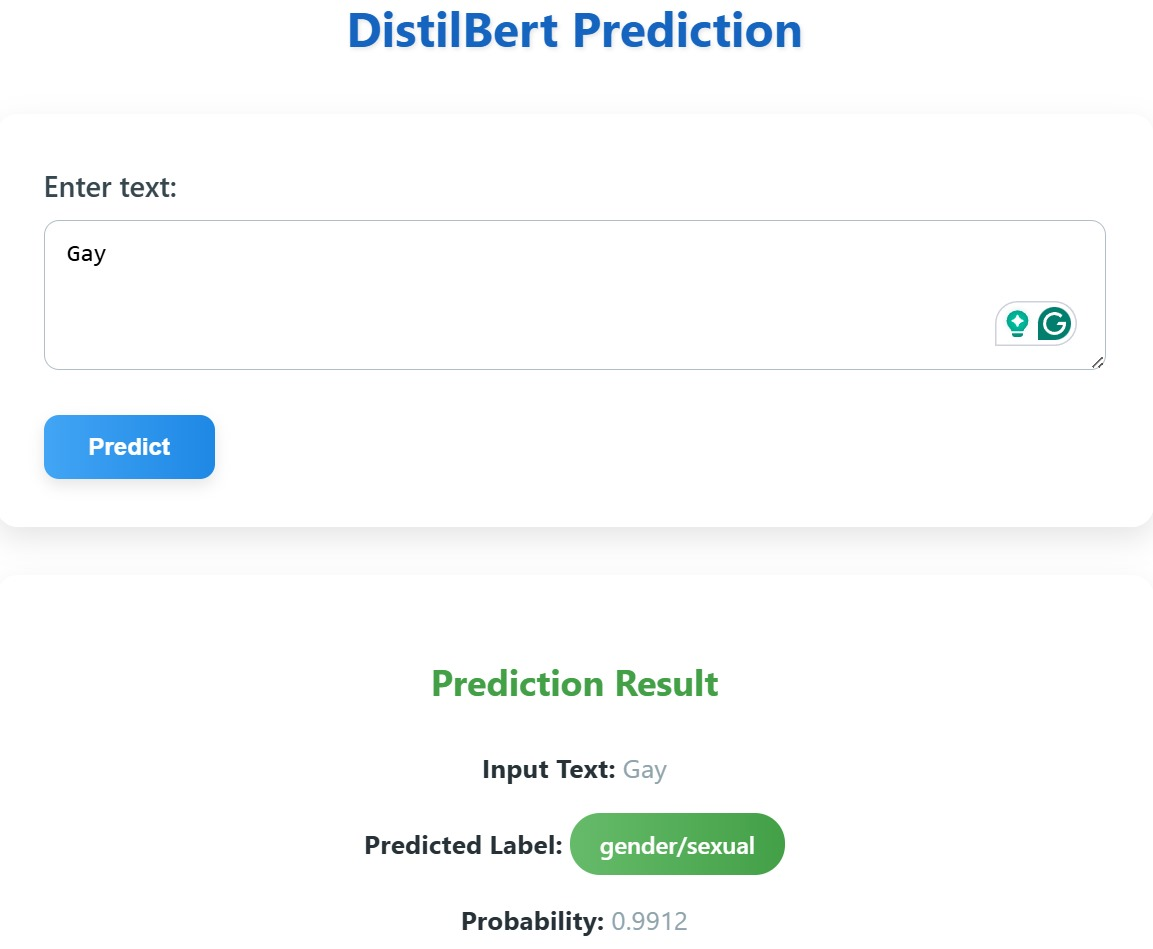 DistilBert Prediction
Enter text:
Gay
Predict
Prediction Result
Input Text: Gay
Predicted Label: gender/sexual
Probability: 0.9912